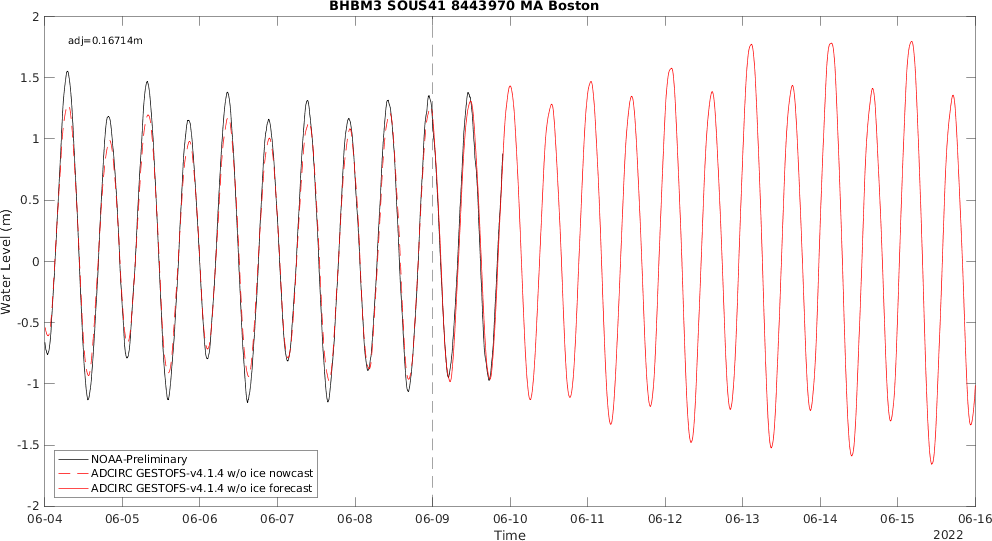 BHBM3 SOUS41 8443970 MA Boston
adj=0.16714m
2
1.5
1
0.5
0
-0.5
-1
-1.5
-2
Water Level (m)
NOAA-Preliminary
ADCIRC GESTOFS-v4.1.4 w/o ice nowcast
ADCIRC GESTOFS-v4.1.4 w/o ice forecast
06-04 06-05 06-06 06-07 06-08 06-09 06-10 06-11 06-12 06-13 06-14 06-15 06-16
Time
2022